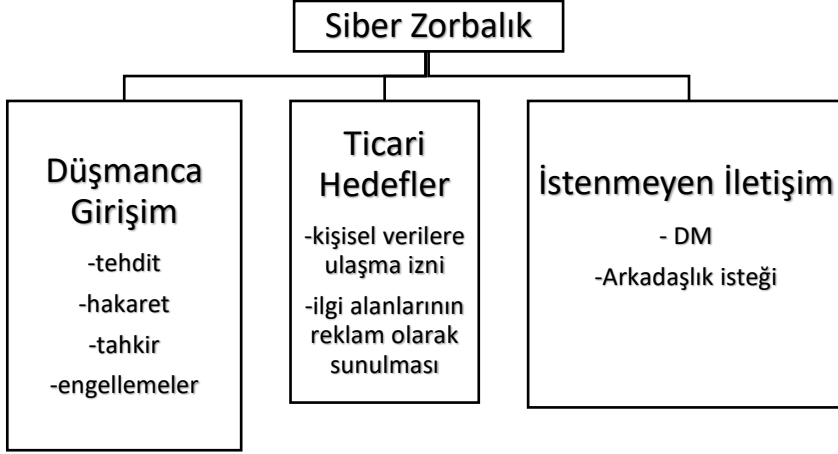 Siber Zorbalık
Düşmanca
Girişim
-tehdit
-hakaret
-tahkir
-engellemeler
Ticari
Hedefler
-kişisel verilere
ulaşma izni
-ilgi alanlarının
reklam olarak
sunulması
İstenmeyen İletişim
- DM
-Arkadaşlık isteği